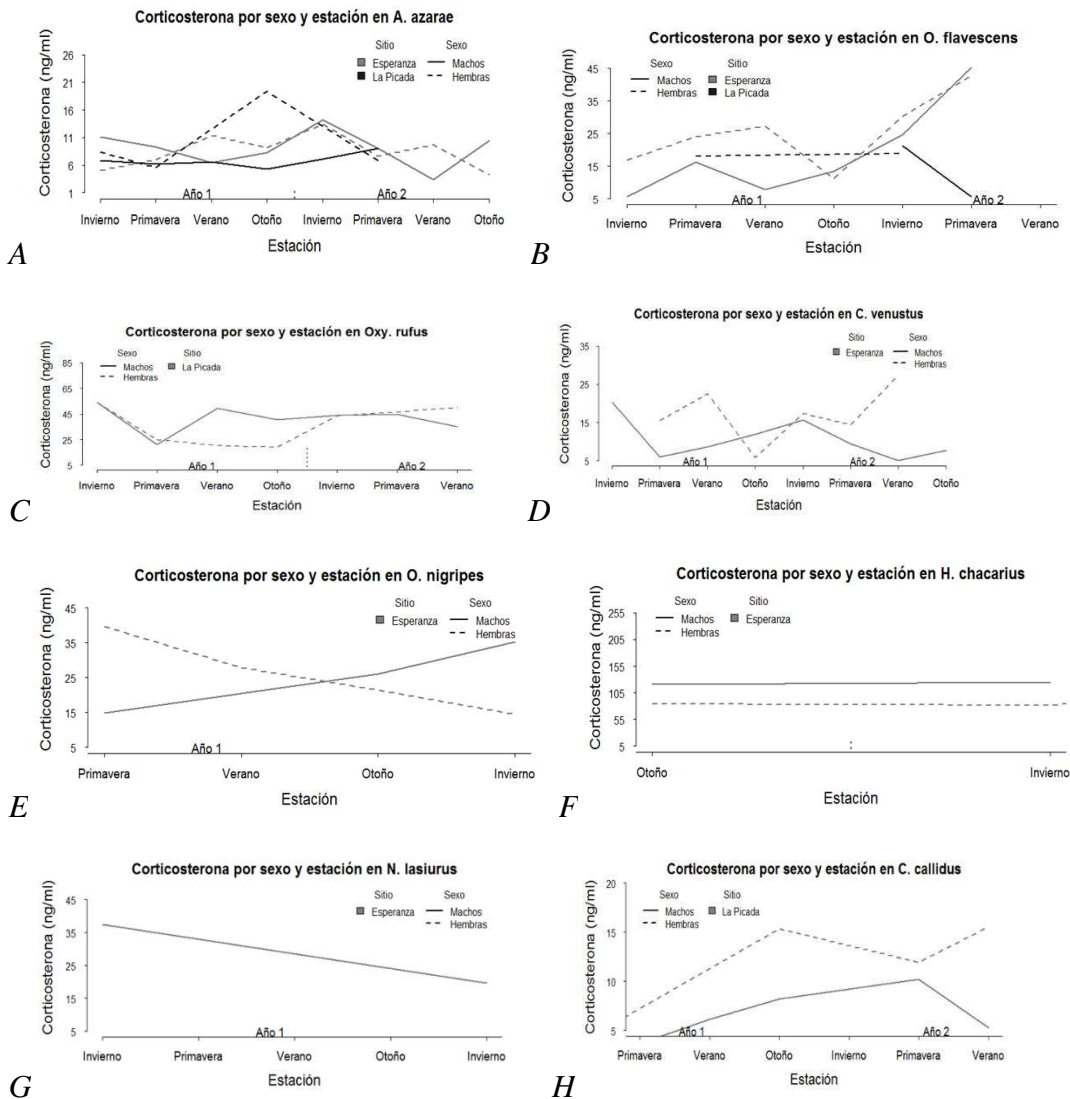 Corticosterona por sexo y estación en A. azarae
Corticosterona (ng/ml)
Sitio Sexo
Esperanza Machos
La Picada Hembras
26
21
16
11
6
1
Año 1 Año 2
Invierno Primavera Verano Otoño Invierno Primavera Verano Otoño
Estación
A
Corticosterona por sexo y estación en O. flavescens
Corticosterona (ng/ml)
Sexo Sitio
Machos Esperanza
Hembras La Picada
45
35
25
15
5
Año 1 Año 2
Invierno Primavera Verano Otoño Invierno Primavera Verano
Estación
B
Corticosterona por sexo y estación en Oxy. rufus
Corticosterona (ng/ml)
Sexo Sitio
Machos La Picada
Hembras
85
65
45
25
5
Año 1 Año 2
Invierno Primavera Verano Otoño Invierno Primavera Verano
Estación
C
Corticosterona por sexo y estación en C. venustus
Corticosterona (ng/ml)
Sitio Sexo
Esperanza Machos
Hembras
35
25
15
5
Año 1 Año 2
Invierno Primavera Verano Otoño Invierno Primavera Verano Otoño
Estación
D
Corticosterona por sexo y estación en O. nigripes
Corticosterona (ng/ml)
Sitio Sexo
Esperanza Machos
Hembras
45
35
25
15
5
Año 1
Primavera Verano Otoño Invierno
Estación
E
Corticosterona por sexo y estación en H. chacarius
Corticosterona (ng/ml)
Sexo Sitio
Machos Esperanza
Hembras
255
205
155
105
55
5
Otoño Invierno
Estación
F
Corticosterona por sexo y estación en N. lasiurus
Corticosterona (ng/ml)
Sitio Sexo
Esperanza Machos
Hembras
45
35
25
15
5
Año 1
Invierno Primavera Verano Otoño Invierno
Estación
G
Corticosterona por sexo y estación en C. callidus
Corticosterona (ng/ml)
Sexo Sitio
Machos La Picada
Hembras
20
15
10
5
Año 1 Año 2
Primavera Verano Otoño Invierno Primavera Verano
Estación
H